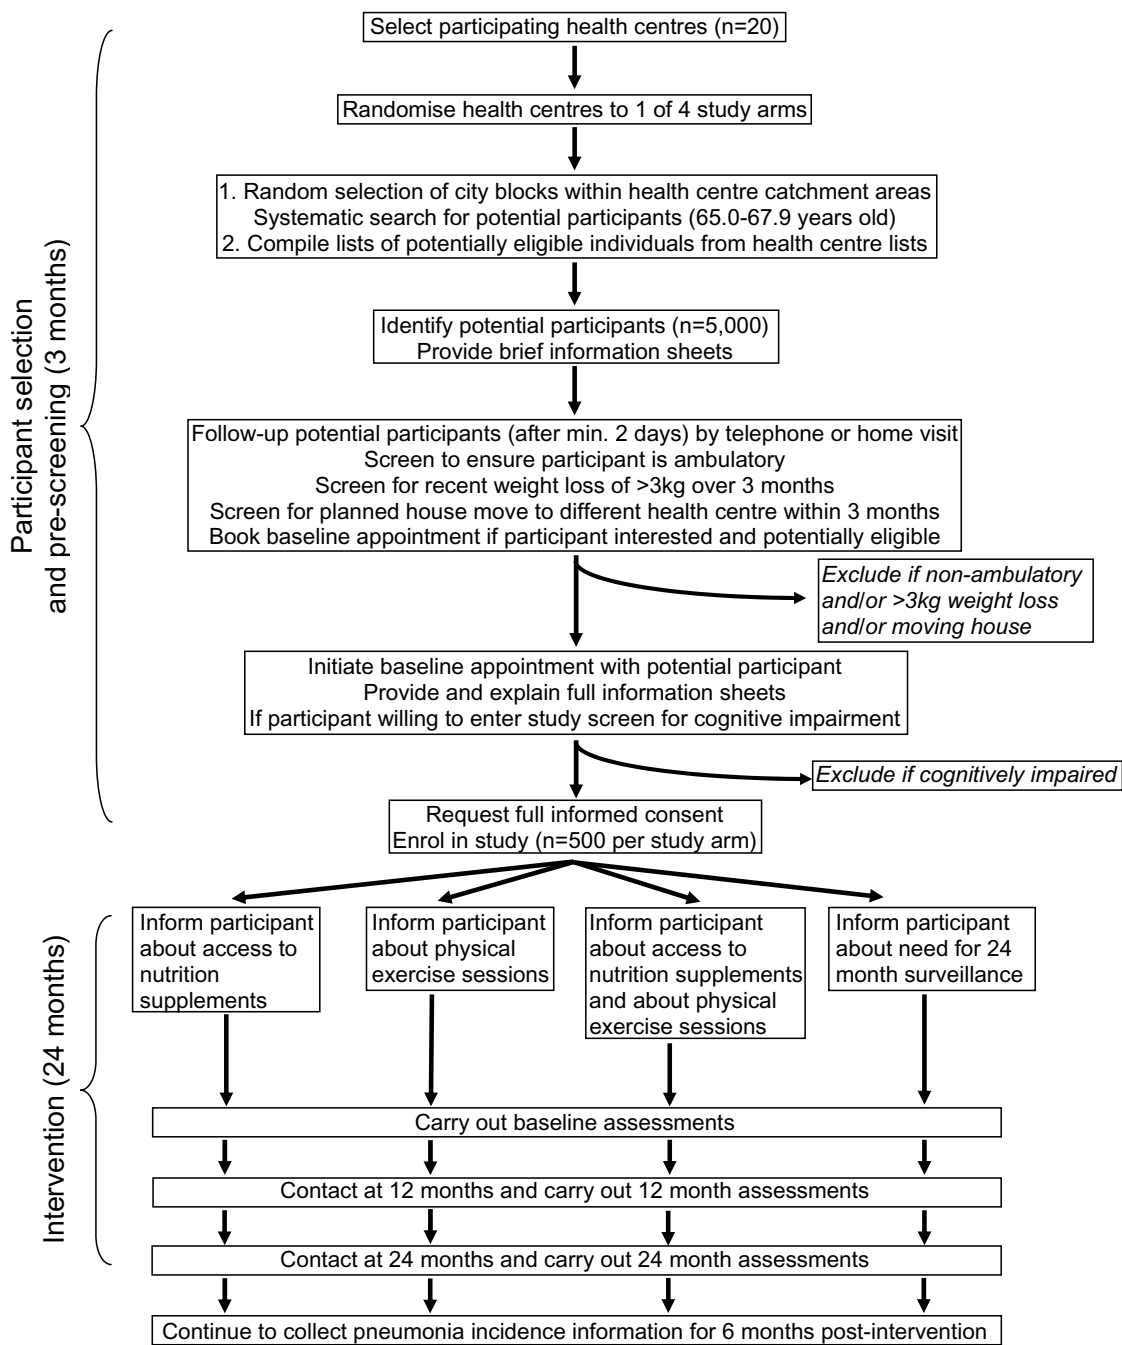 Select participating health centres (n=20)
Randomise health centres to 1 of 4 study arms
1. Random selection of city blocks within health centre catchment areas
Systematic search for potential participants (65.0-67.9 years old)
2. Compile lists of potentially eligible individuals from health centre lists
Identify potential participants (n=5,000)
Provide brief information sheets
Participant selection
and pre-screening (3 months)
Follow-up potential participants (after min. 2 days) by telephone or home visit
Screen to ensure participant is ambulatory
Screen for recent weight loss of >3kg over 3 months
Screen for planned house move to different health centre within 3 months
Book baseline appointment if participant interested and potentially eligible
Exclude if non-ambulatory
and/or >3kg weight loss
and/or moving house
Initiate baseline appointment with potential participant
Provide and explain full information sheets
If participant willing to enter study screen for cognitive impairment
Exclude if cognitively impaired
Request full informed consent
Enrol in study (n=500 per study arm)
Inform participant
about access to
nutrition
supplements
Inform participant
about physical
exercise sessions
Inform participant
about access to
nutrition supplements
and about physical
exercise sessions
Inform participant
about need for 24
month surveillance
Intervention (24 months)
Carry out baseline assessments
Contact at 12 months and carry out 12 month assessments
Contact at 24 months and carry out 24 month assessments
Continue to collect pneumonia incidence information for 6 months post-intervention